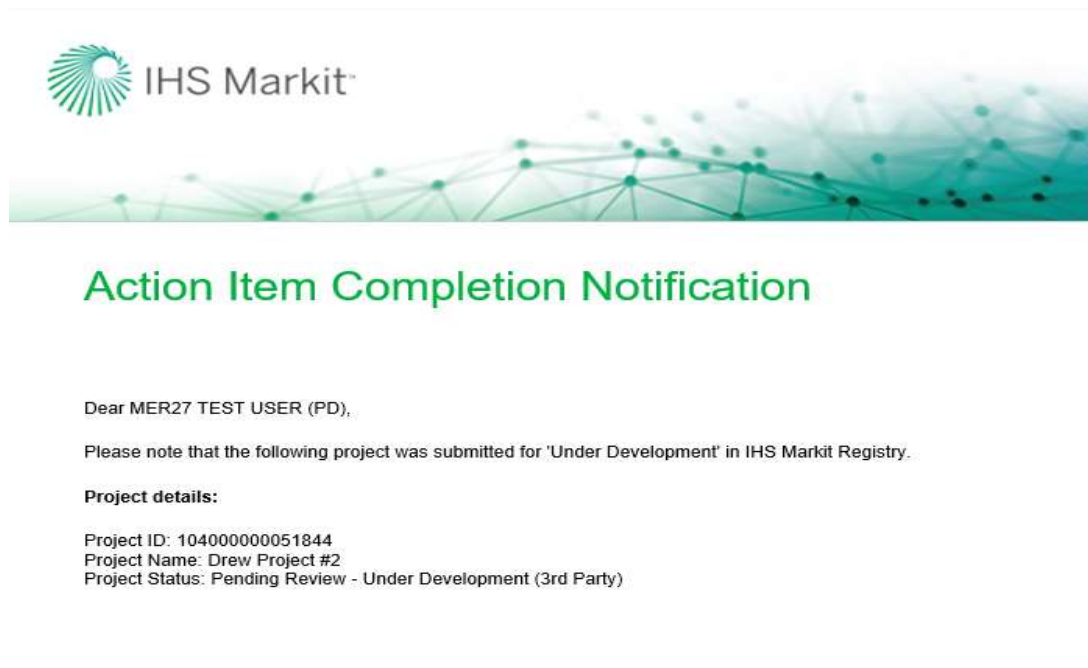 IHS Markit™
Action Item Completion Notification
Dear MER27 TEST USER (PD),
Please note that the following project was submitted for 'Under Development' in IHS Markit Registry.
Project details:
Project ID: 104000000051844
Project Name: Drew Project #2
Project Status: Pending Review - Under Development (3rd Party)